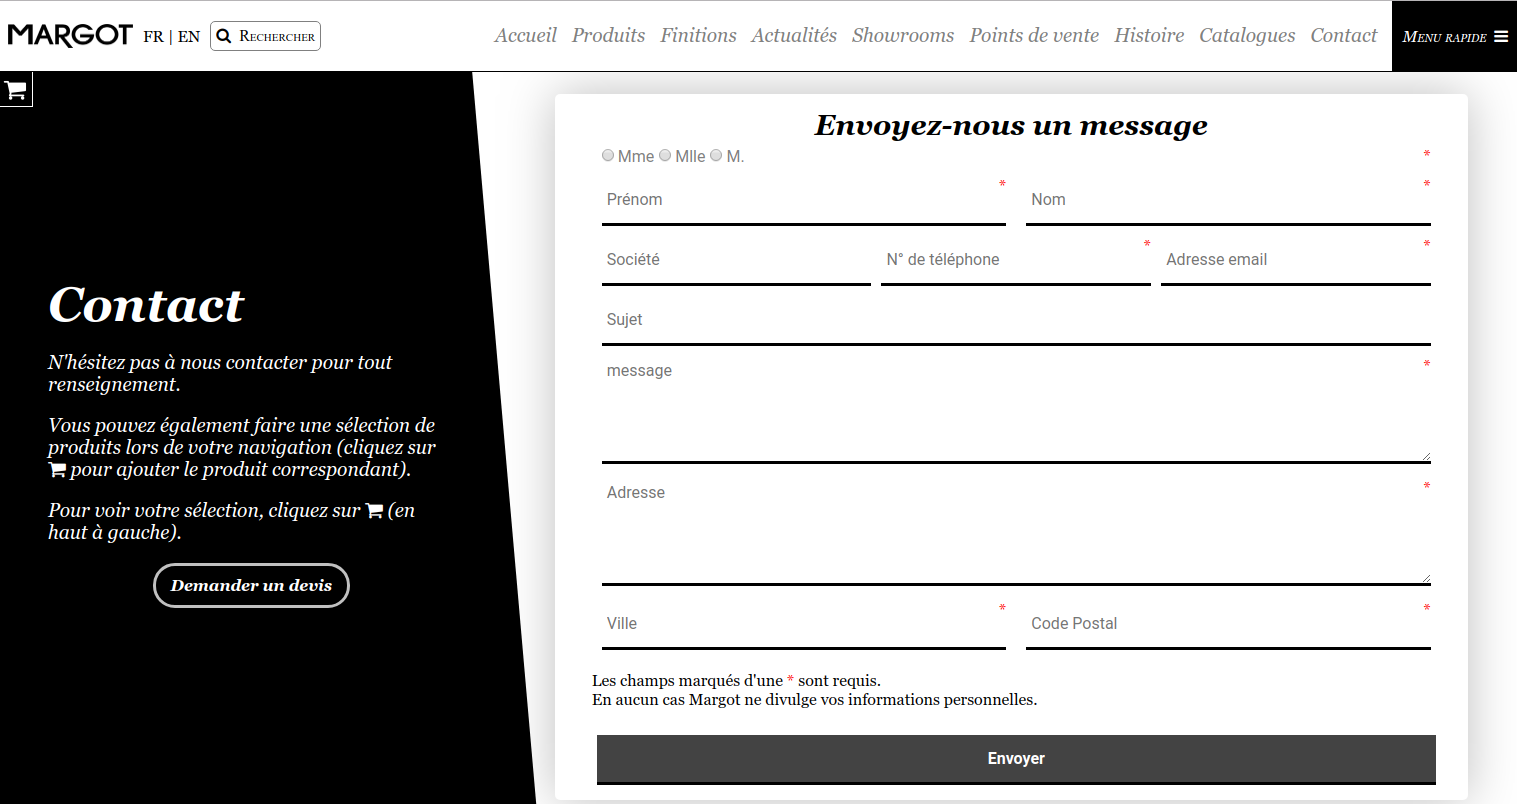 MARGOT FR | EN Rechercher Accueil Produits Finitions Actualités Showrooms Points de vente Histoire Catalogues Contact Menu rapide
Contact
N'hésitez pas à nous contacter pour tout
renseignement.
Vous pouvez également faire une sélection de
produits lors de votre navigation (cliquez sur
pour ajouter le produit correspondant).
Pour voir votre sélection, cliquez sur (en
haut à gauche).
Demander un devis
Envoyez-nous un message
Mme Mlle M. *
Prénom * Nom *
Société N° de téléphone * Adresse email *
Sujet
message *
Adresse *
Ville * Code Postal *
Les champs marqués d'une * sont requis.
En aucun cas Margot ne divulge vos informations personnelles.
Envoyer